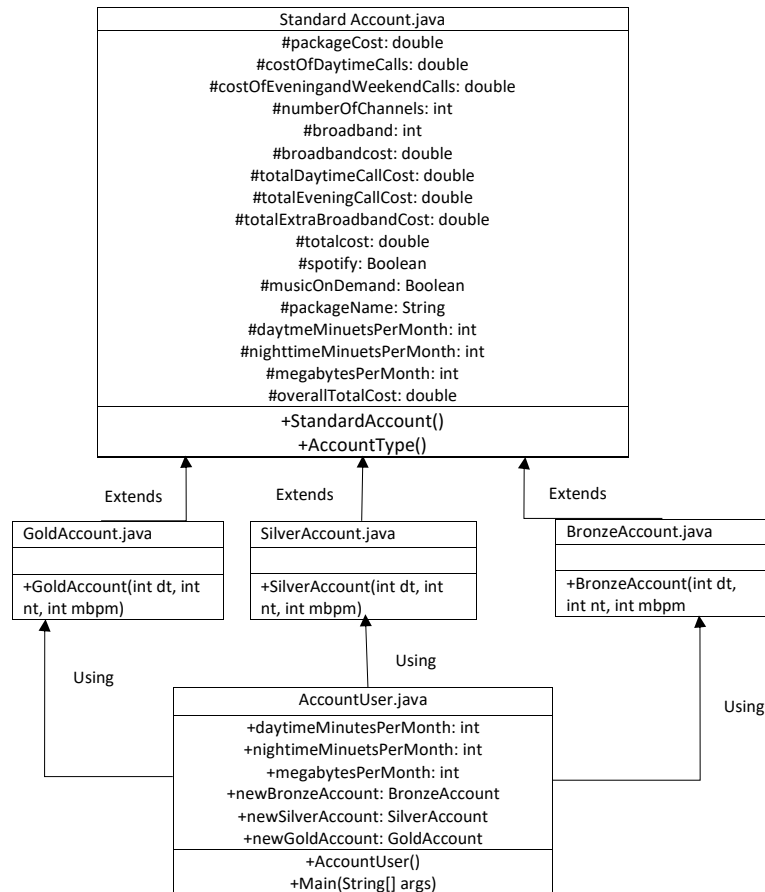 Standard Account.java
#packageCost: double
#costOfDaytimeCalls: double
#costOfEveningandWeekendCalls: double
#numberOfChannels: int
#broadband: int
#broadbandcost: double
#totalDaytimeCallCost: double
#totalEveningCallCost: double
#totalExtraBroadbandCost: double
#totalcost: double
#spotify: Boolean
#musicOnDemand: Boolean
#packageName: String
#daytmeMinuetsPerMonth: int
#nighttimeMinuetsPerMonth: int
#megabytesPerMonth: int
#overallTotalCost: double
+StandardAccount()
+AccountType()
Extends
Extends
Extends
GoldAccount.java
+GoldAccount(int dt, int
nt, int mbpm)
SilverAccount.java
+SilverAccount(int dt, int
nt, int mbpm)
BronzeAccount.java
+BronzeAccount(int dt,
int nt, int mbpm
Using
Using
Using
AccountUser.java
+daytimeMinutesPerMonth: int
+nightimeMinuetsPerMonth: int
+megabytesPerMonth: int
+newBronzeAccount: BronzeAccount
+newSilverAccount: SilverAccount
+newGoldAccount: GoldAccount
+AccountUser()
+Main(String[] args)